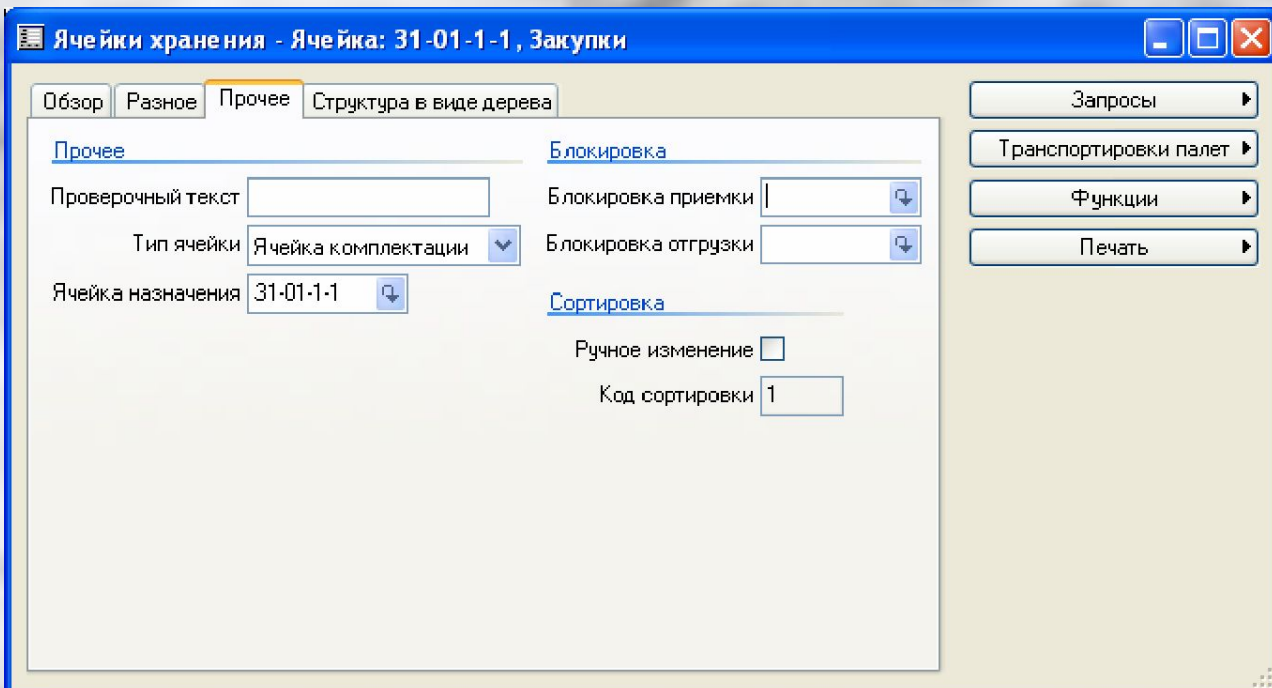 Ячейки хранения - Ячейка: 31-01-1-1, Закупки
Обзор Разное Прочее Структура в виде дерева
Прочее
Проверочный текст
Тип ячейки Ячейка комплектации
Ячейка назначения 31-01-1-1
Блокировка
Блокировка приемки
Блокировка отгрузки
Сортировка
Ручное изменение
Код сортировки 1
Запросы
Транспортировки палет
Функции
Печать